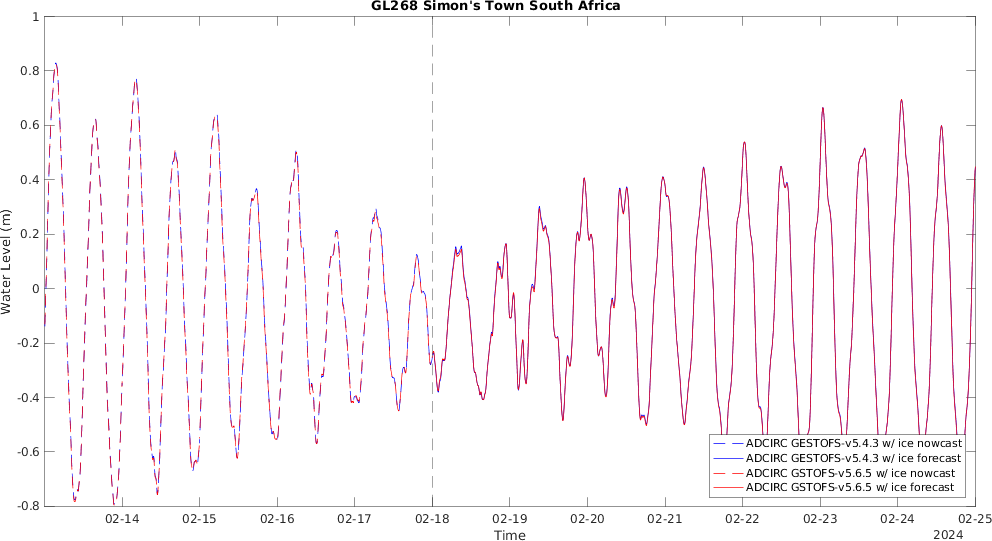 GL268 Simon's Town South Africa
1
0.8
0.6
0.4
0.2
0
-0.2
-0.4
-0.6
-0.8
Water Level (m)
ADCIRC GESTOFS-v5.4.3 w/ ice nowcast
ADCIRC GESTOFS-v5.4.3 w/ ice forecast
ADCIRC GSTOFS-v5.6.5 w/ ice nowcast
ADCIRC GSTOFS-v5.6.5 w/ ice forecast
02-14 02-15 02-16 02-17 02-18 02-19 02-20 02-21 02-22 02-23 02-24 02-25
Time
2024